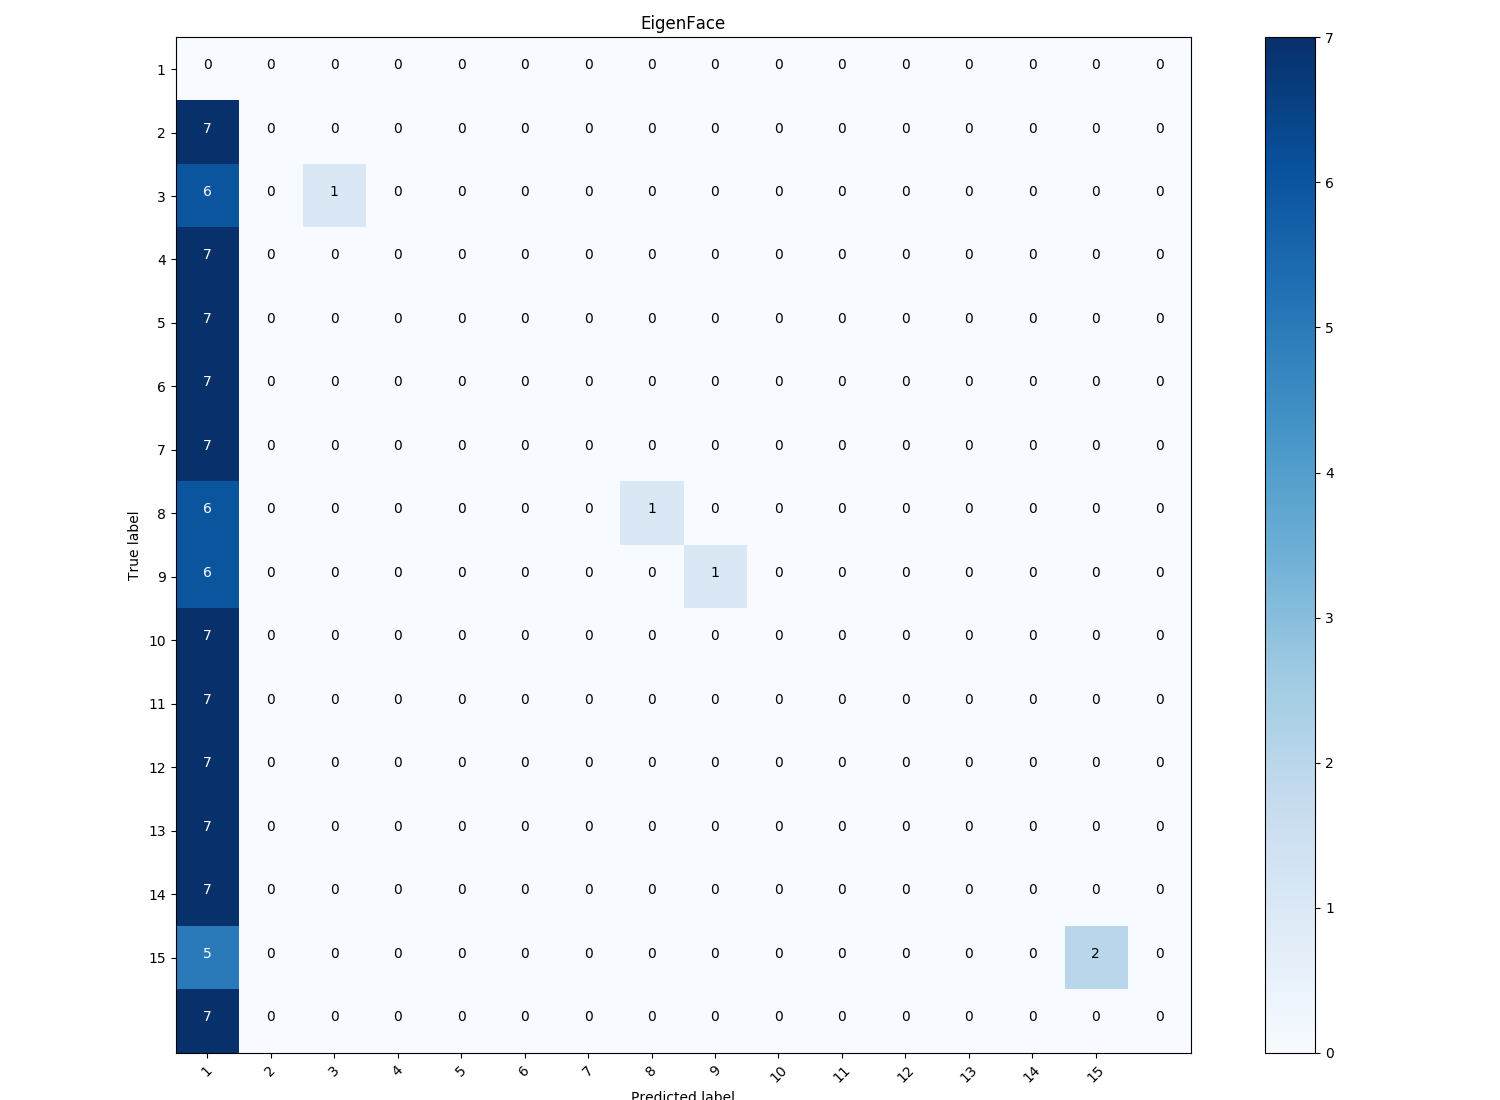 EigenFace
1 0 0 0 0 0 0 0 0 0 0 0 0 0 0 0 0
2 7 0 0 0 0 0 0 0 0 0 0 0 0 0 0 0
3 6 0 1 0 0 0 0 0 0 0 0 0 0 0 0 0
4 7 0 0 0 0 0 0 0 0 0 0 0 0 0 0 0
5 7 0 0 0 0 0 0 0 0 0 0 0 0 0 0 0
6 7 0 0 0 0 0 0 0 0 0 0 0 0 0 0 0
7 7 0 0 0 0 0 0 0 0 0 0 0 0 0 0 0
8 6 0 0 0 0 0 0 1 0 0 0 0 0 0 0 0
9 6 0 0 0 0 0 0 0 1 0 0 0 0 0 0 0
10 7 0 0 0 0 0 0 0 0 0 0 0 0 0 0 0
11 7 0 0 0 0 0 0 0 0 0 0 0 0 0 0 0
12 7 0 0 0 0 0 0 0 0 0 0 0 0 0 0 0
13 7 0 0 0 0 0 0 0 0 0 0 0 0 0 0 0
14 7 0 0 0 0 0 0 0 0 0 0 0 0 0 0 0
15 5 0 0 0 0 0 0 0 0 0 0 0 0 0 2 0
7 0 0 0 0 0 0 0 0 0 0 0 0 0 0 0
1 2 3 4 5 6 7 8 9 10 11 12 13 14 15
True label
Predicted label
7
6
5
4
3
2
1
0